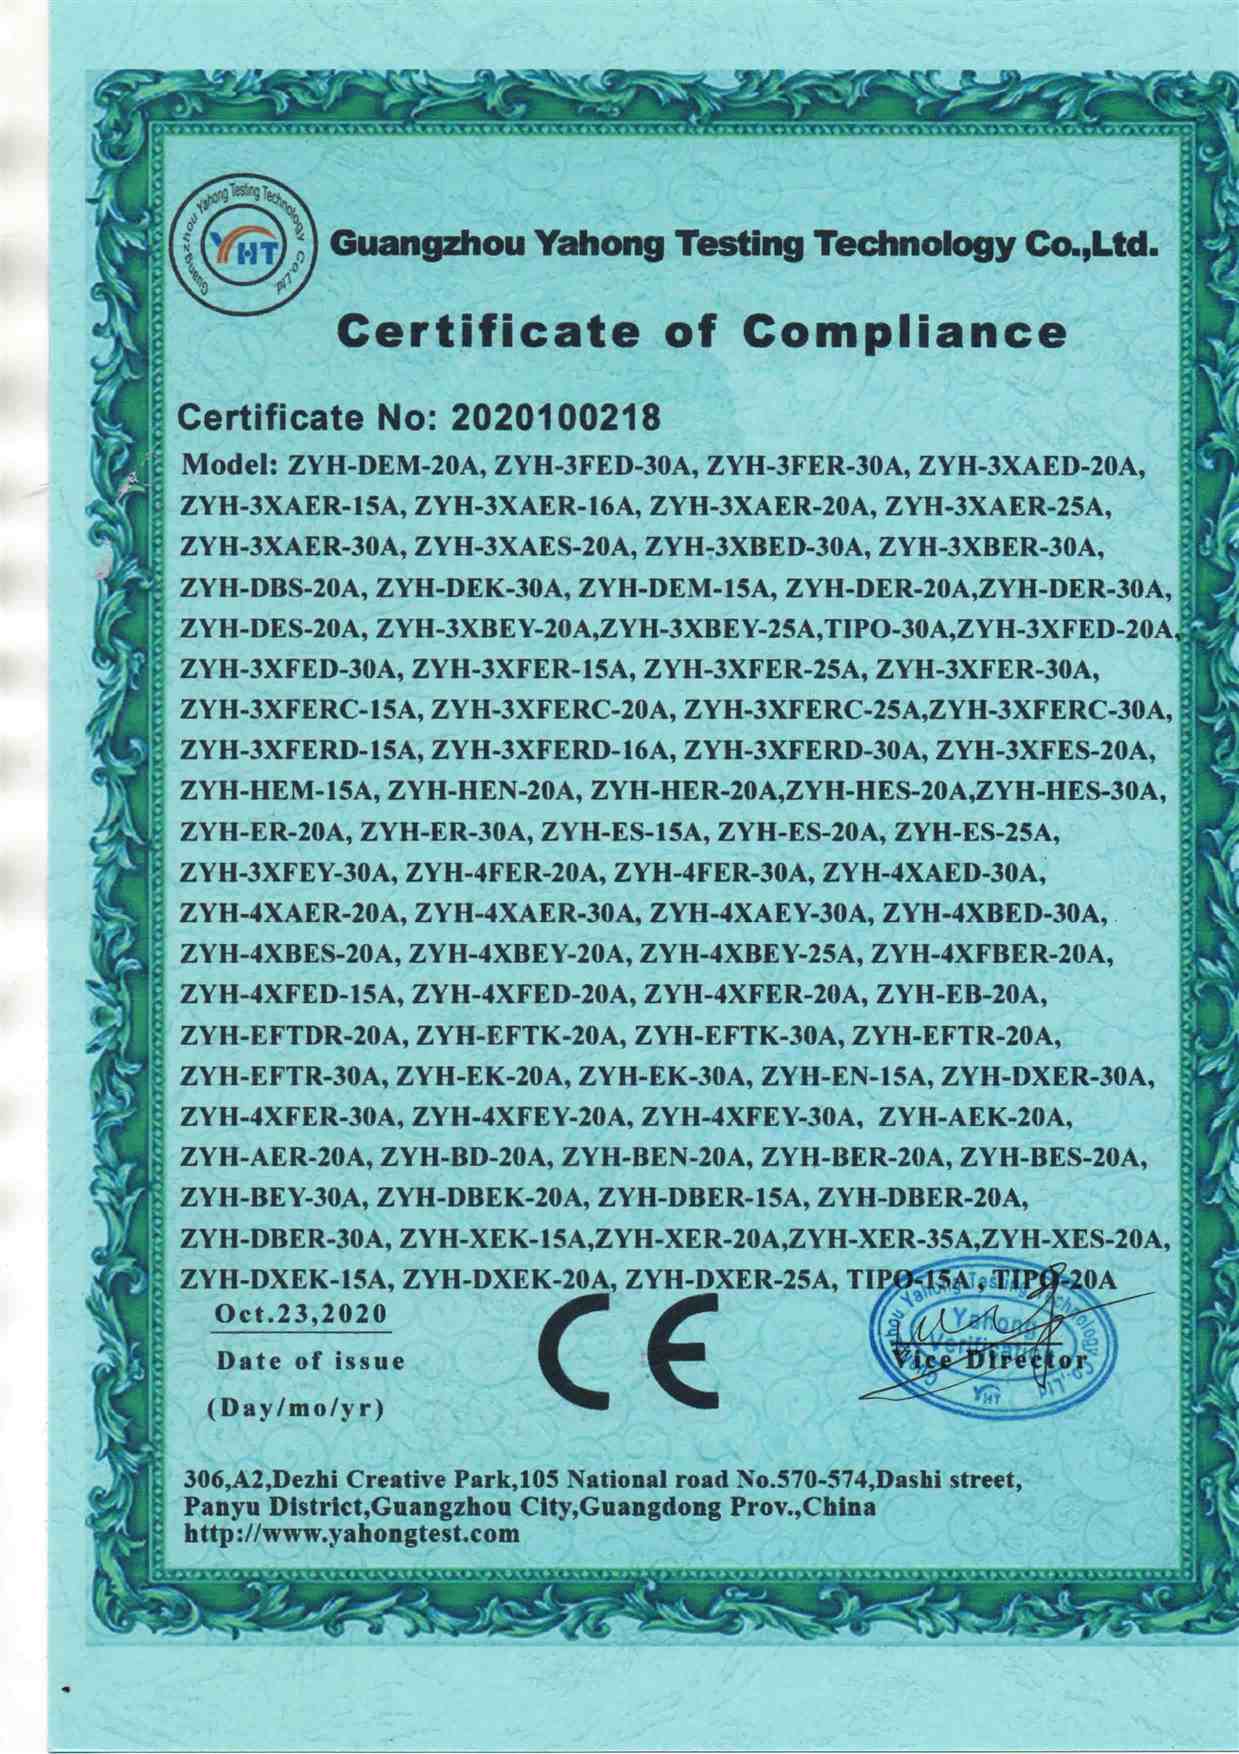 Guangzhou Yahong Testing Technology Co.,Ltd.
YHT
Guangzhou Yahong Testing Technology Co.,Ltd.
Certificate of Compliance
Certificate No: 2020100218
Model: ZYH-DEM-20A, ZYH-3FED-30A, ZYH-3FER-30A, ZYH-3XAED-20A,
ZYH-3XAER-15A, ZYH-3XAER-16A, ZYH-3XAER-20A, ZYH-3XAER-25A,
ZYH-3XAER-30A, ZYH-3XAES-20A, ZYH-3XBED-30A, ZYH-3XBER-30A,
ZYH-DBS-20A, ZYH-DEK-30A, ZYH-DEM-15A, ZYH-DER-20A,ZYH-DER-30A,
ZYH-DES-20A, ZYH-3XBEY-20A,ZYH-3XBEY-25A,TIPO-30A,ZYH-3XFED-20A,
ZYH-3XFED-30A, ZYH-3XFER-15A, ZYH-3XFER-25A, ZYH-3XFER-30A,
ZYH-3XFERC-15A, ZYH-3XFERC-20A, ZYH-3XFERC-25A,ZYH-3XFERC-30A,
ZYH-3XFERD-15A, ZYH-3XFERD-16A, ZYH-3XFERD-30A, ZYH-3XFES-20A,
ZYH-HEM-15A, ZYH-HEN-20A, ZYH-HER-20A,ZYH-HES-20A,ZYH-HES-30A,
ZYH-ER-20A, ZYH-ER-30A, ZYH-ES-15A, ZYH-ES-20A, ZYH-ES-25A,
ZYH-3XFEY-30A, ZYH-4FER-20A, ZYH-4FER-30A, ZYH-4XAED-30A,
ZYH-4XAER-20A, ZYH-4XAER-30A, ZYH-4XAEY-30A, ZYH-4XBED-30A,
ZYH-4XBES-20A, ZYH-4XBEY-20A, ZYH-4XBEY-25A, ZYH-4XFBER-20A,
ZYH-4XFED-15A, ZYH-4XFED-20A, ZYH-4XFER-20A, ZYH-EB-20A,
ZYH-EFTDR-20A, ZYH-EFTK-20A, ZYH-EFTK-30A, ZYH-EFTR-20A,
ZYH-EFTR-30A, ZYH-EK-20A, ZYH-EK-30A, ZYH-EN-15A, ZYH-DXER-30A,
ZYH-4XFER-30A, ZYH-4XFEY-20A, ZYH-4XFEY-30A, ZYH-AEK-20A,
ZYH-AER-20A, ZYH-BD-20A, ZYH-BEN-20A, ZYH-BER-20A, ZYH-BES-20A,
ZYH-BEY-30A, ZYH-DBEK-20A, ZYH-DBER-15A, ZYH-DBER-20A,
ZYH-DBER-30A, ZYH-XEK-15A,ZYH-XER-20A,ZYH-XER-35A,ZYH-XES-20A,
ZYH-DXEK-15A, ZYH-DXEK-20A, ZYH-DXER-25A, TIPO-15A , TIPO-20A
Oct.23,2020
Date of issue
(Day/mo/yr)
CE
Yahong
Vice Director
YHT
306,A2,Dezhi Creative Park,105 National road No.570-574,Dashi street,
Panyu District,Guangzhou City,Guangdong Prov.,China
http://www.yahongtest.com